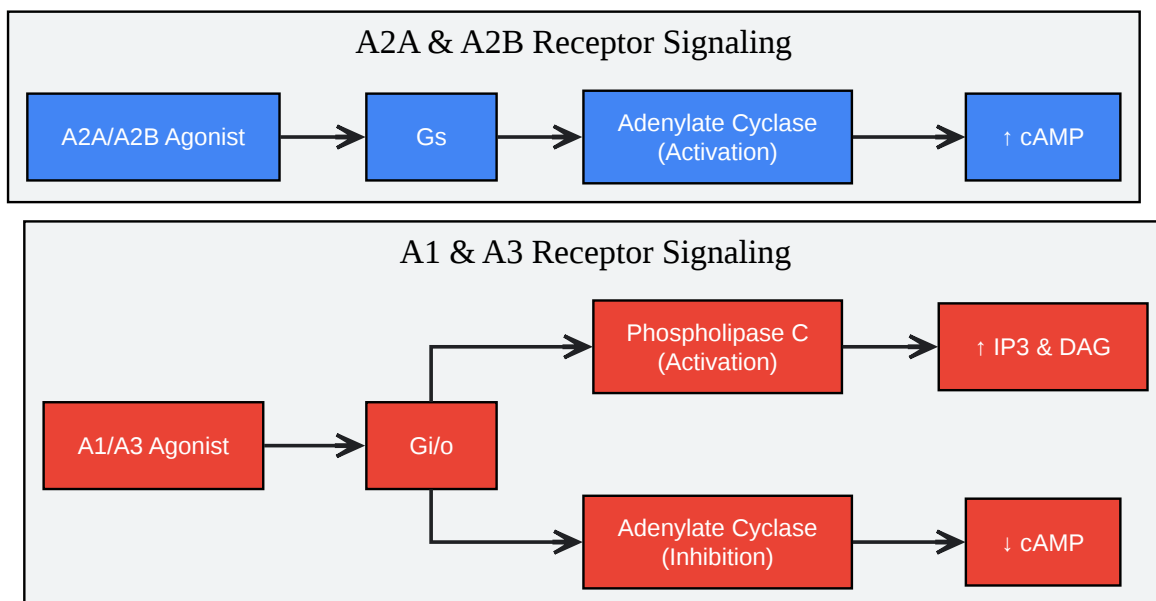 A2A & A2B Receptor Signaling
A2A/A2B Agonist
Gs
Adenylate Cyclase
(Activation)
↑ cAMP
A1 & A3 Receptor Signaling
Phospholipase C
(Activation)
↑ IP3 & DAG
A1/A3 Agonist
Gi/o
Adenylate Cyclase
(Inhibition)
↓ cAMP